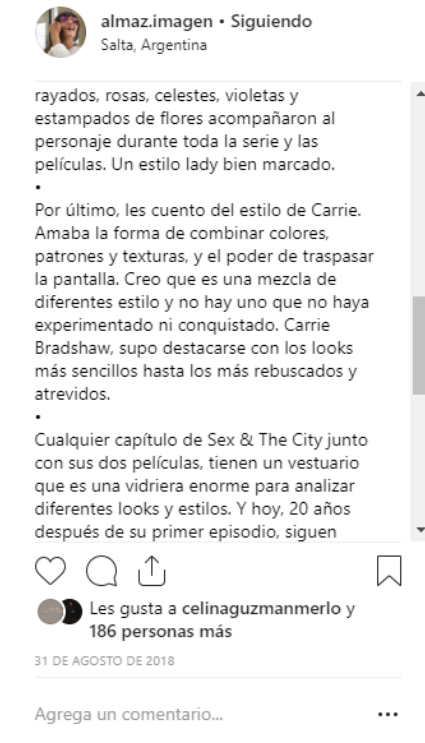 almaz.imagen • Siguiendo
Salta, Argentina
rayados, rosas, celestes, violetas y
estampados de flores acompañaron al
personaje durante toda la serie y las
películas. Un estilo lady bien marcado.
•
Por último, les cuento del estilo de Carrie.
Amaba la forma de combinar colores,
patrones y texturas, y el poder de traspasar
la pantalla. Creo que es una mezcla de
diferentes estilo y no hay uno que no haya
experimentado ni conquistado. Carrie
Bradshaw, supo destacarse con los looks
más sencillos hasta los más rebuscados y
atrevidos.
•
Cualquier capítulo de Sex & The City junto
con sus dos películas, tienen un vestuario
que es una vidriera enorme para analizar
diferentes looks y estilos. Y hoy, 20 años
después de su primer episodio, siguen
Les gusta a celinaguzmanmerlo y
186 personas más
31 DE AGOSTO DE 2018
Agrega un comentario...